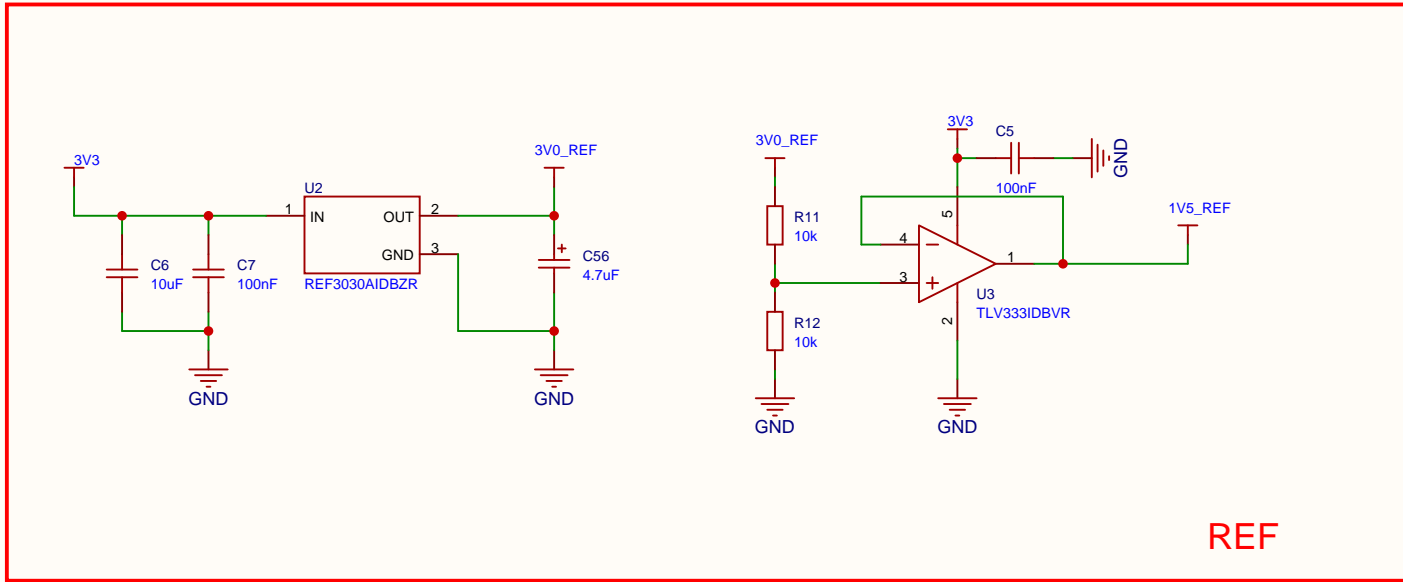 3V3
C6
10uF
C7
100nF
GND
U2
1
IN
OUT
2
GND
3
REF3030AIDBZR
3V0_REF
C56
4.7uF
GND
3V0_REF
R11
10k
R12
10k
GND
3V3
C5
100nF
GND
5
4
3
1
2
U3
TLV333IDBVR
GND
1V5_REF
REF